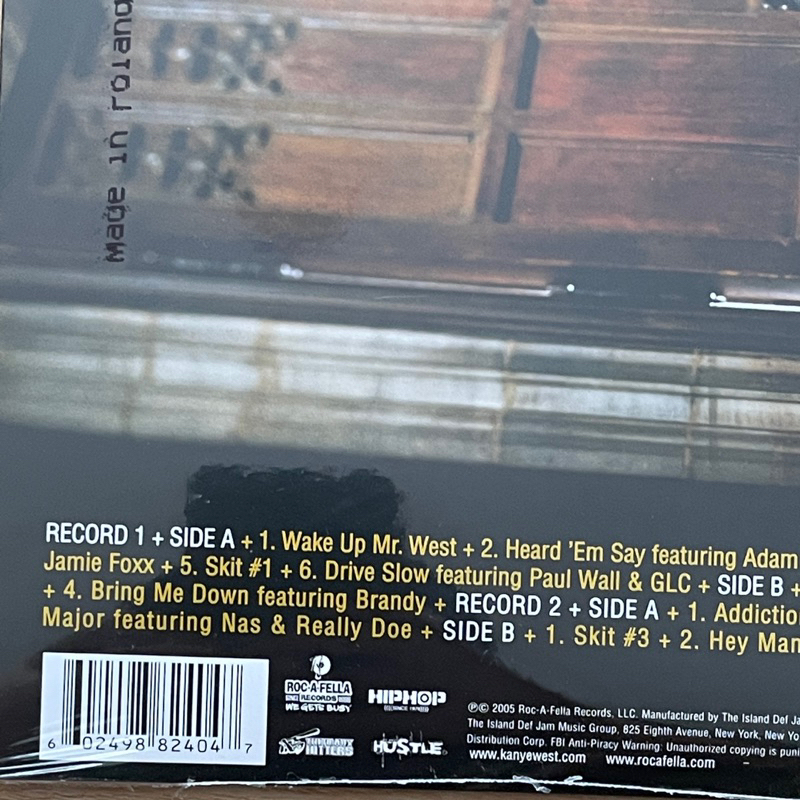 Made in Poland
RECORD 1 + SIDE A + 1. Wake Up Mr. West + 2. Heard 'Em Say featuring Adam
Jamie Foxx + 5. Skit #1 + 6. Drive Slow featuring Paul Wall & GLC + SIDE B +
+ 4. Bring Me Down featuring Brandy + RECORD 2 + SIDE A + 1. Addictio
Major featuring Nas & Really Doe + SIDE B + 1. Skit #3 + 2. Hey Mam
6 02498 82404 7
ROC-A-FELLA
RECORDS
WE GETS BUSY
HIPHOP
HUSTLE
℗© 2005 Roc-A-Fella Records, LLC. Manufactured by The Island Def Ja
The Island Def Jam Music Group, 825 Eighth Avenue, New York, New Yo
Distribution Corp. FBI Anti-Piracy Warning: Unauthorized copying is puni
www.kanyewest.com www.rocafella.com